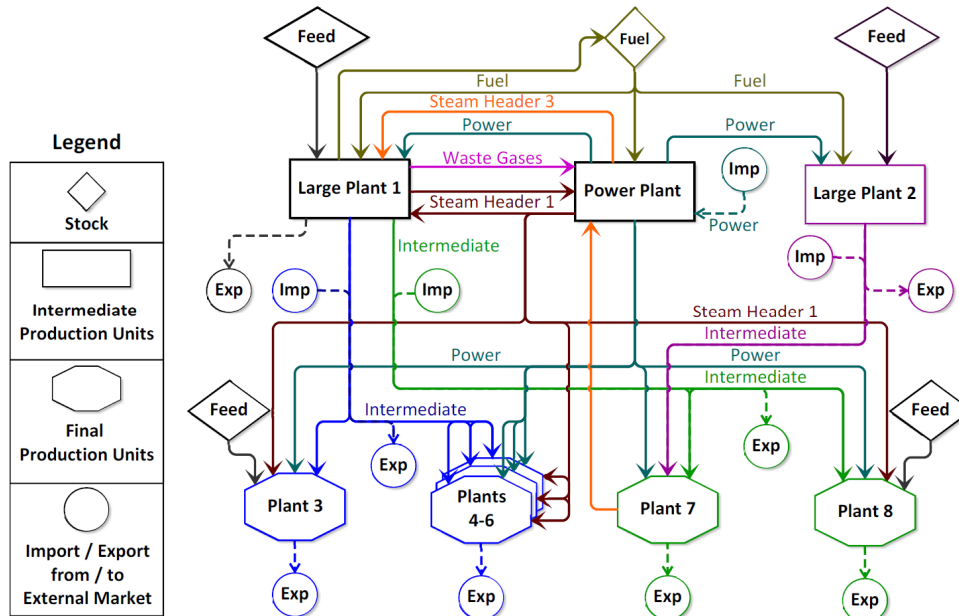 Feed
Fuel
Feed
Fuel
Fuel
Steam Header 3
Power
Power
Legend
Waste Gases
Imp
Large Plant 1
Power Plant
Large Plant 2
Steam Header 1
Power
Stock
Intermediate
Imp
Exp
Imp
Imp
Exp
Intermediate
Production Units
Steam Header 1
Intermediate
Power
Power
Intermediate
Feed
Intermediate
Feed
Final
Production Units
Exp
Exp
Plant 3
Plants
4-6
Plant 7
Plant 8
Import / Export
from / to
External Market
Exp
Exp
Exp
Exp